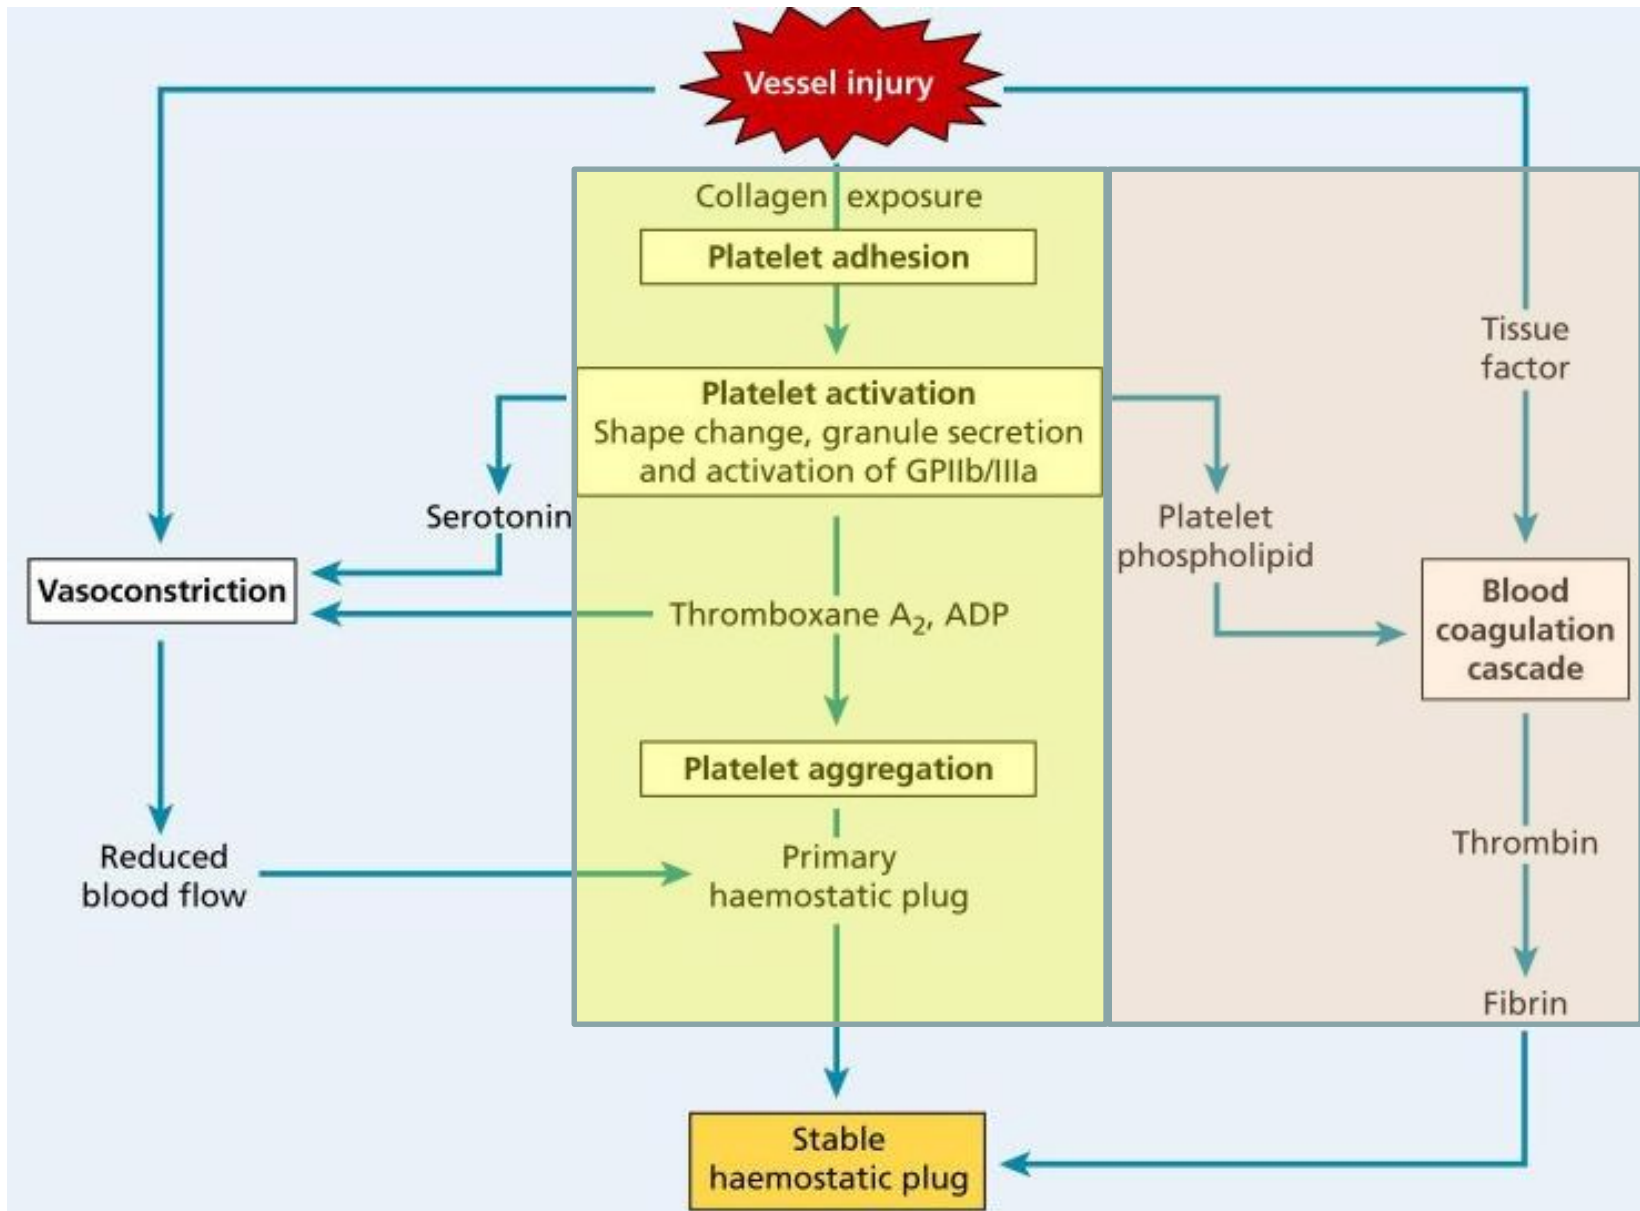 Vessel injury
Collagen exposure
Platelet adhesion
Tissue
factor
Platelet activation
Shape change, granule secretion
and activation of GPIIb/IIIa
Serotonin
Platelet
phospholipid
Vasoconstriction
Thromboxane A₂, ADP
Blood
coagulation
cascade
Platelet aggregation
Reduced
blood flow
Primary
haemostatic plug
Thrombin
Fibrin
Stable
haemostatic plug